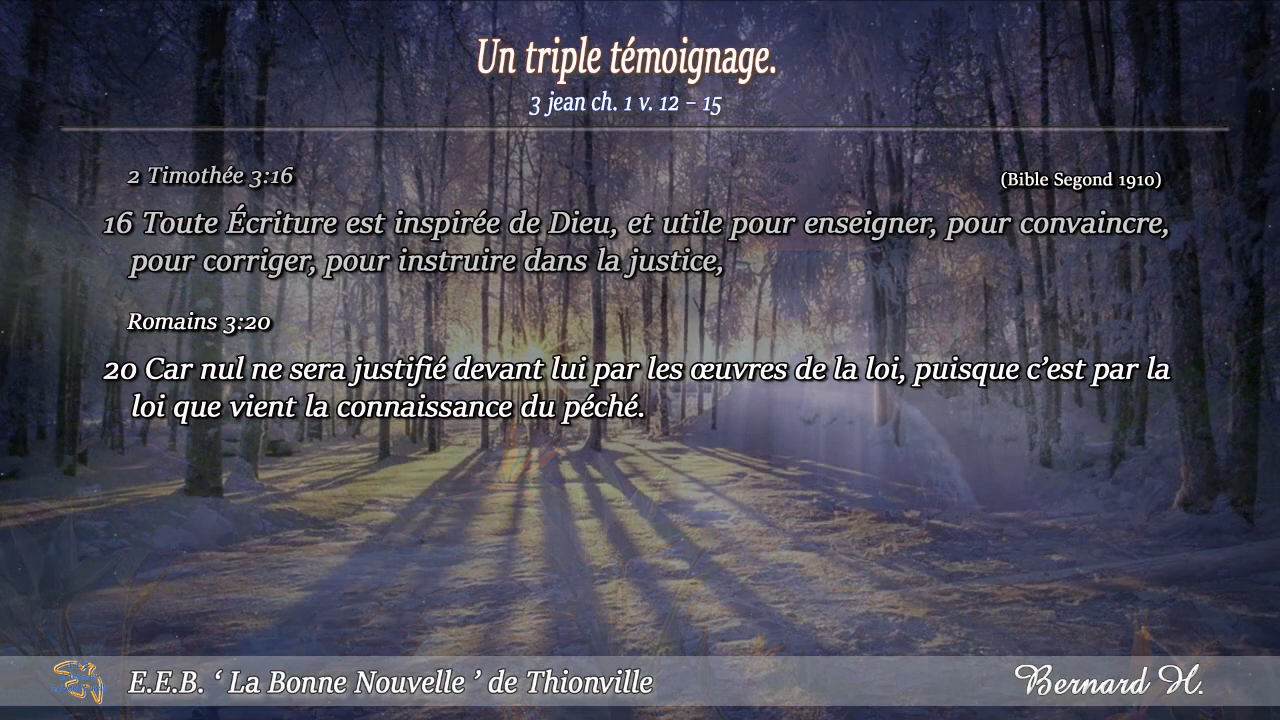 Un triple témoignage.
3 jean ch. 1 v. 12 – 15
2 Timothée 3:16
(Bible Segond 1910)
16 Toute Écriture est inspirée de Dieu, et utile pour enseigner, pour convaincre,
pour corriger, pour instruire dans la justice,
Romains 3:20
20 Car nul ne sera justifié devant lui par les œuvres de la loi, puisque c’est par la
loi que vient la connaissance du péché.
E.E.B. ‘ La Bonne Nouvelle ’ de Thionville
Bernard H.